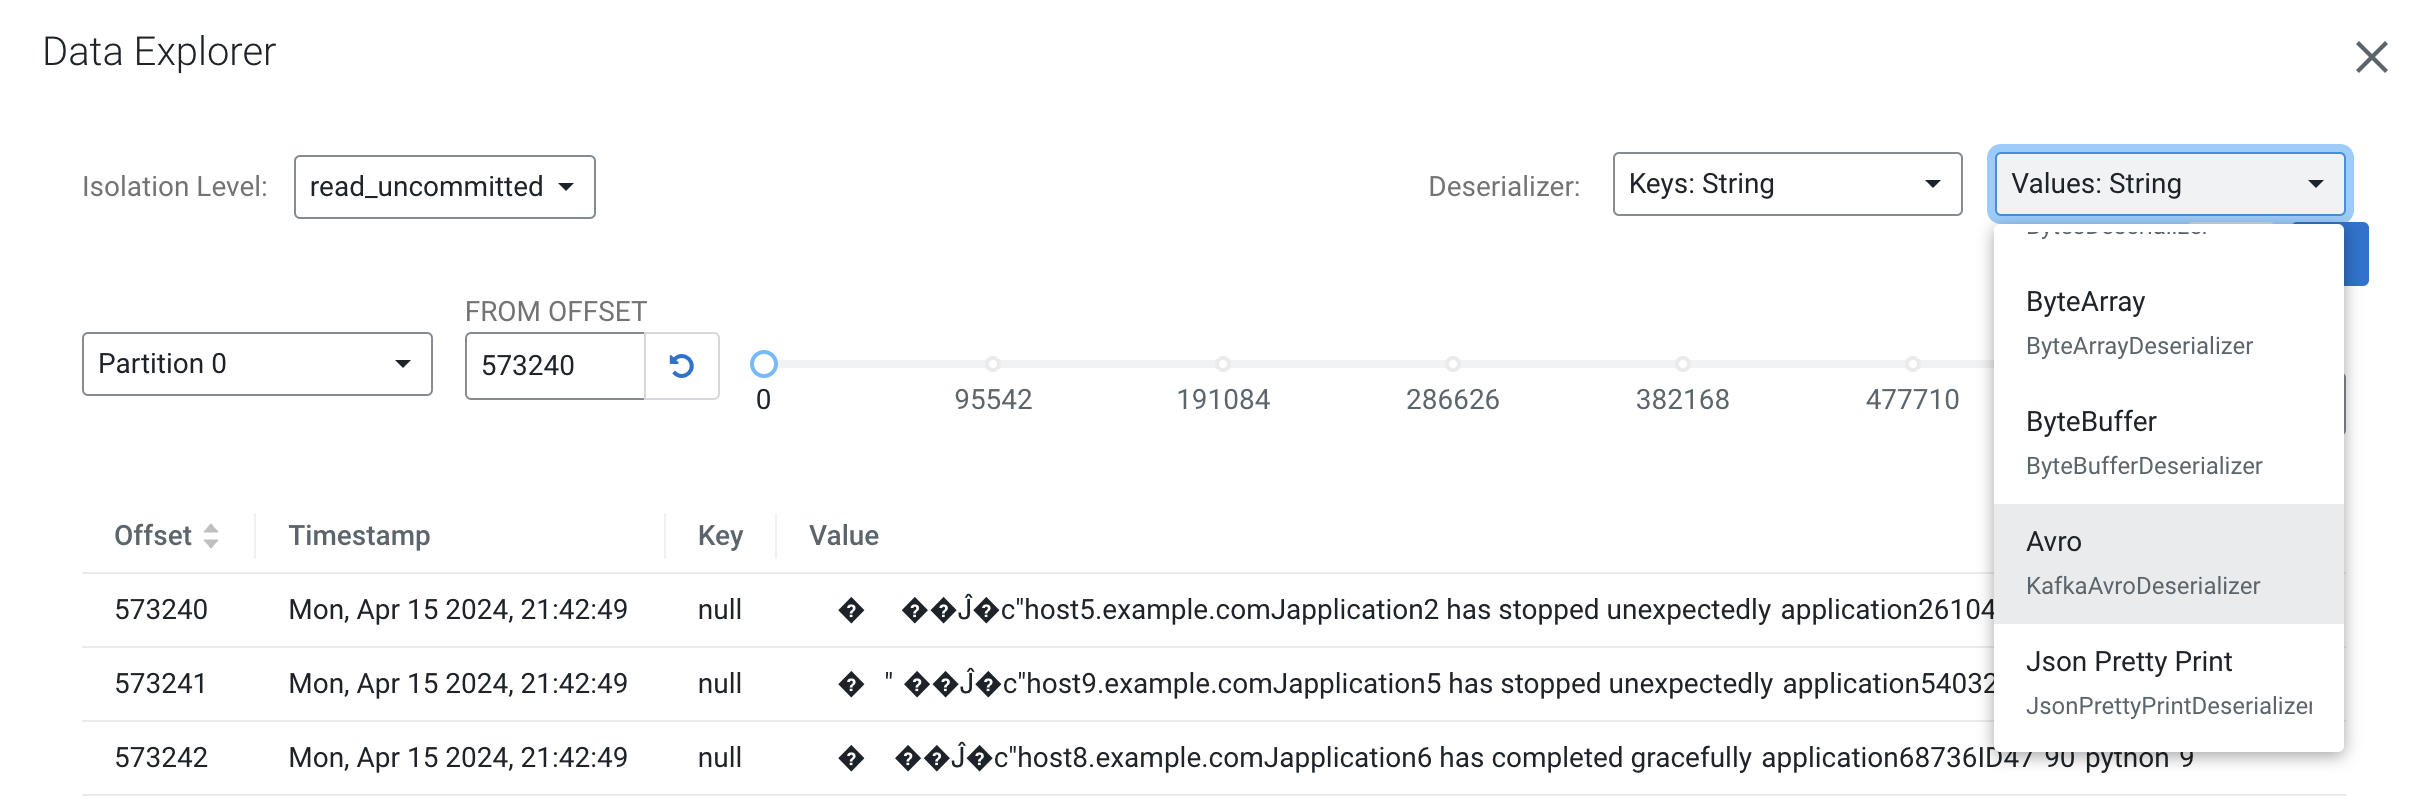 Data Explorer
Isolation Level: read_uncommitted Deserializer: Keys: String Values: String
FROM OFFSET
Partition 0 573240
0 95542 191084 286626 382168 477710
ByteArray
ByteArrayDeserializer
ByteBuffer
ByteBufferDeserializer
Avro
KafkaAvroDeserializer
Json Pretty Print
JsonPrettyPrintDeserializer
Offset Timestamp Key Value
573240 Mon, Apr 15 2024, 21:42:49 null � ��Ĵ�c"host5.example.comJapplication2 has stopped unexpectedly application26104
573241 Mon, Apr 15 2024, 21:42:49 null � " ��Ĵ�c"host9.example.comJapplication5 has stopped unexpectedly application54032
573242 Mon, Apr 15 2024, 21:42:49 null � ��Ĵ�c"host8.example.comJapplication6 has completed gracefully application68736ID47 90 python 9